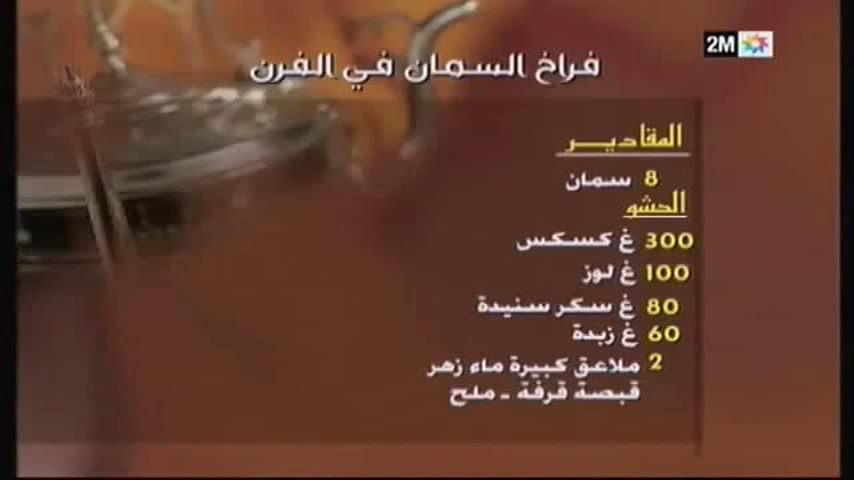 2M
فراخ السمان في الفرن
المقادير
8 سمان
الحشو
300 غ كسكس
100 غ لوز
80 غ سكر سنيدة
60 غ زبدة
2 ملاعق كبيرة ماء زهر
قبصة قرفة - ملح